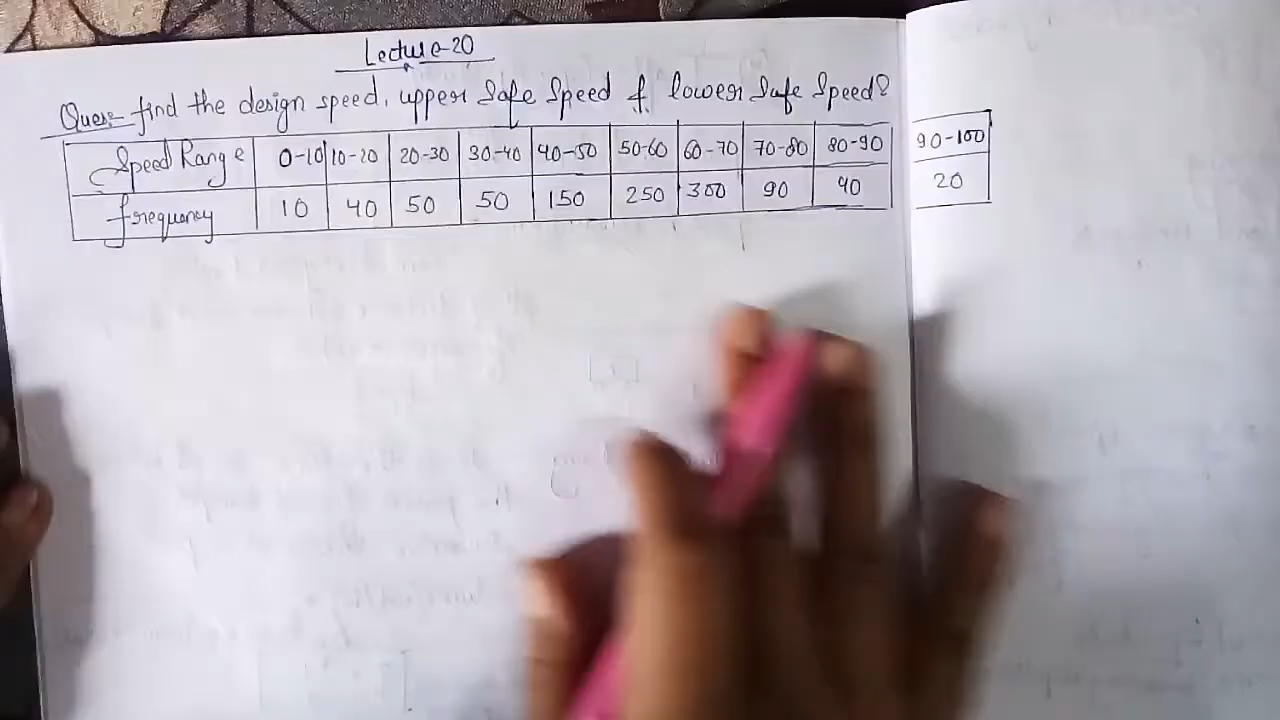 Lecture-20
Ques:- find the design speed, upper Safe Speed & lower Safe Speed?
Speed Range 0-10 10-20 20-30 30-40 40-50 50-60 60-70 70-80 80-90 90-100
frequency 10 40 50 50 150 250 300 90 40 20